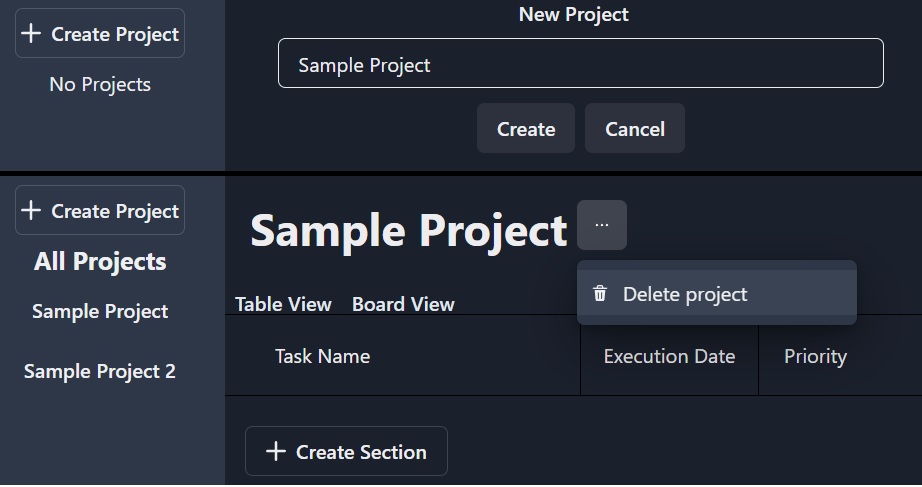 + Create Project
No Projects
New Project
Sample Project
Create
Cancel
+ Create Project
All Projects
Sample Project
Sample Project 2
Sample Project
...
Delete project
Table View Board View
Task Name Execution Date Priority
+ Create Section